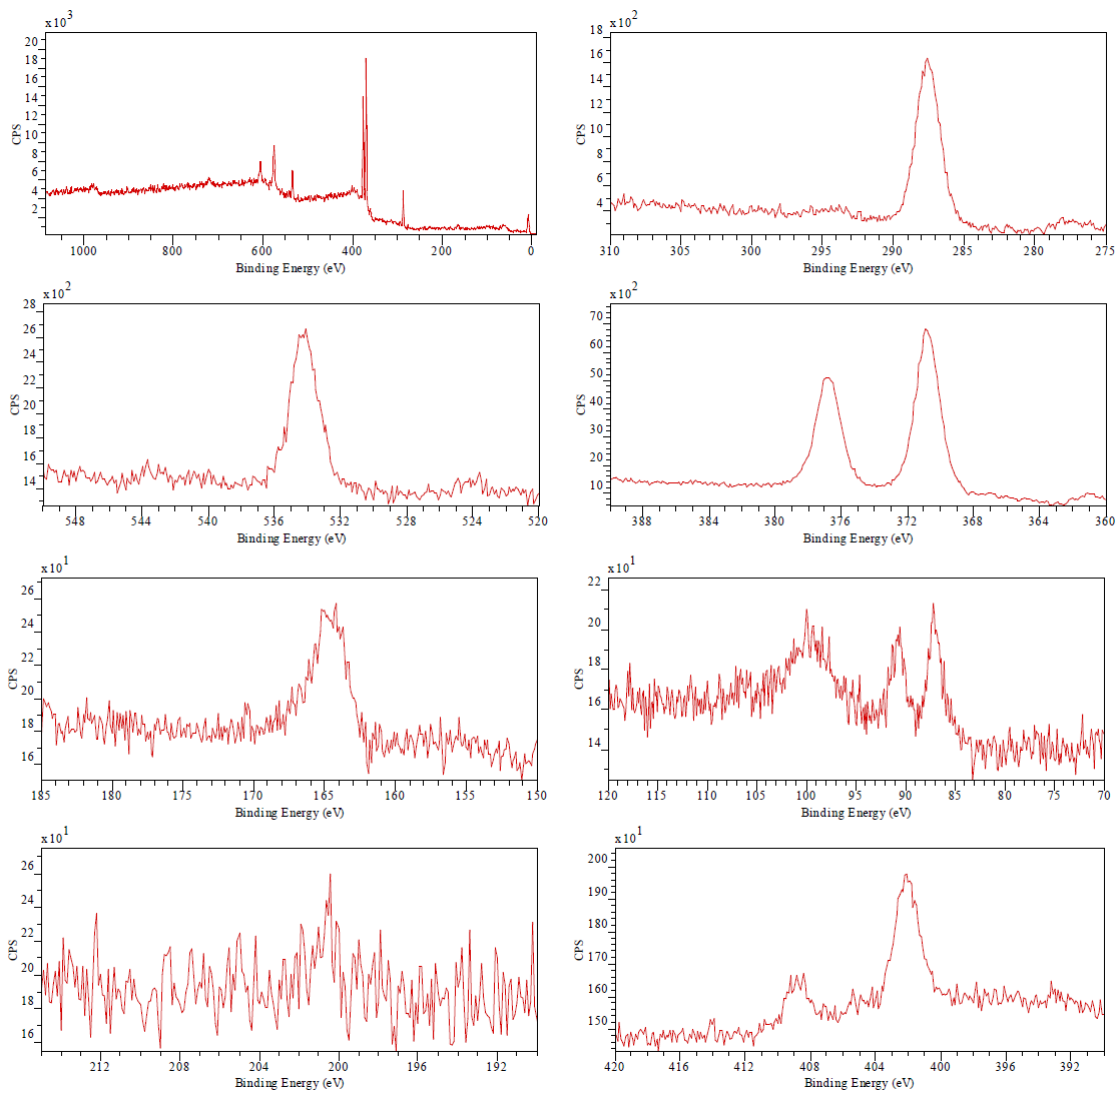 x10³
20
18
16
14
12
10
8
6
4
2
CPS
1000 800 600 400 200 0
Binding Energy (eV)
18 x10²
16
14
12
10
8
6
4
CPS
310 305 300 295 290 285 280 275
Binding Energy (eV)
x10²
28
26
24
22
20
18
16
14
CPS
548 544 540 536 532 528 524 520
Binding Energy (eV)
x10²
70
60
50
40
30
20
10
CPS
388 384 380 376 372 368 364 360
Binding Energy (eV)
x10¹
26
24
22
20
18
16
CPS
185 180 175 170 165 160 155 150
Binding Energy (eV)
22 x10¹
20
18
16
14
CPS
120 115 110 105 100 95 90 85 80 75 70
Binding Energy (eV)
x10¹
26
24
22
20
18
16
CPS
212 208 204 200 196 192
Binding Energy (eV)
x10¹
200
190
180
170
160
150
CPS
420 416 412 408 404 400 396 392
Binding Energy (eV)